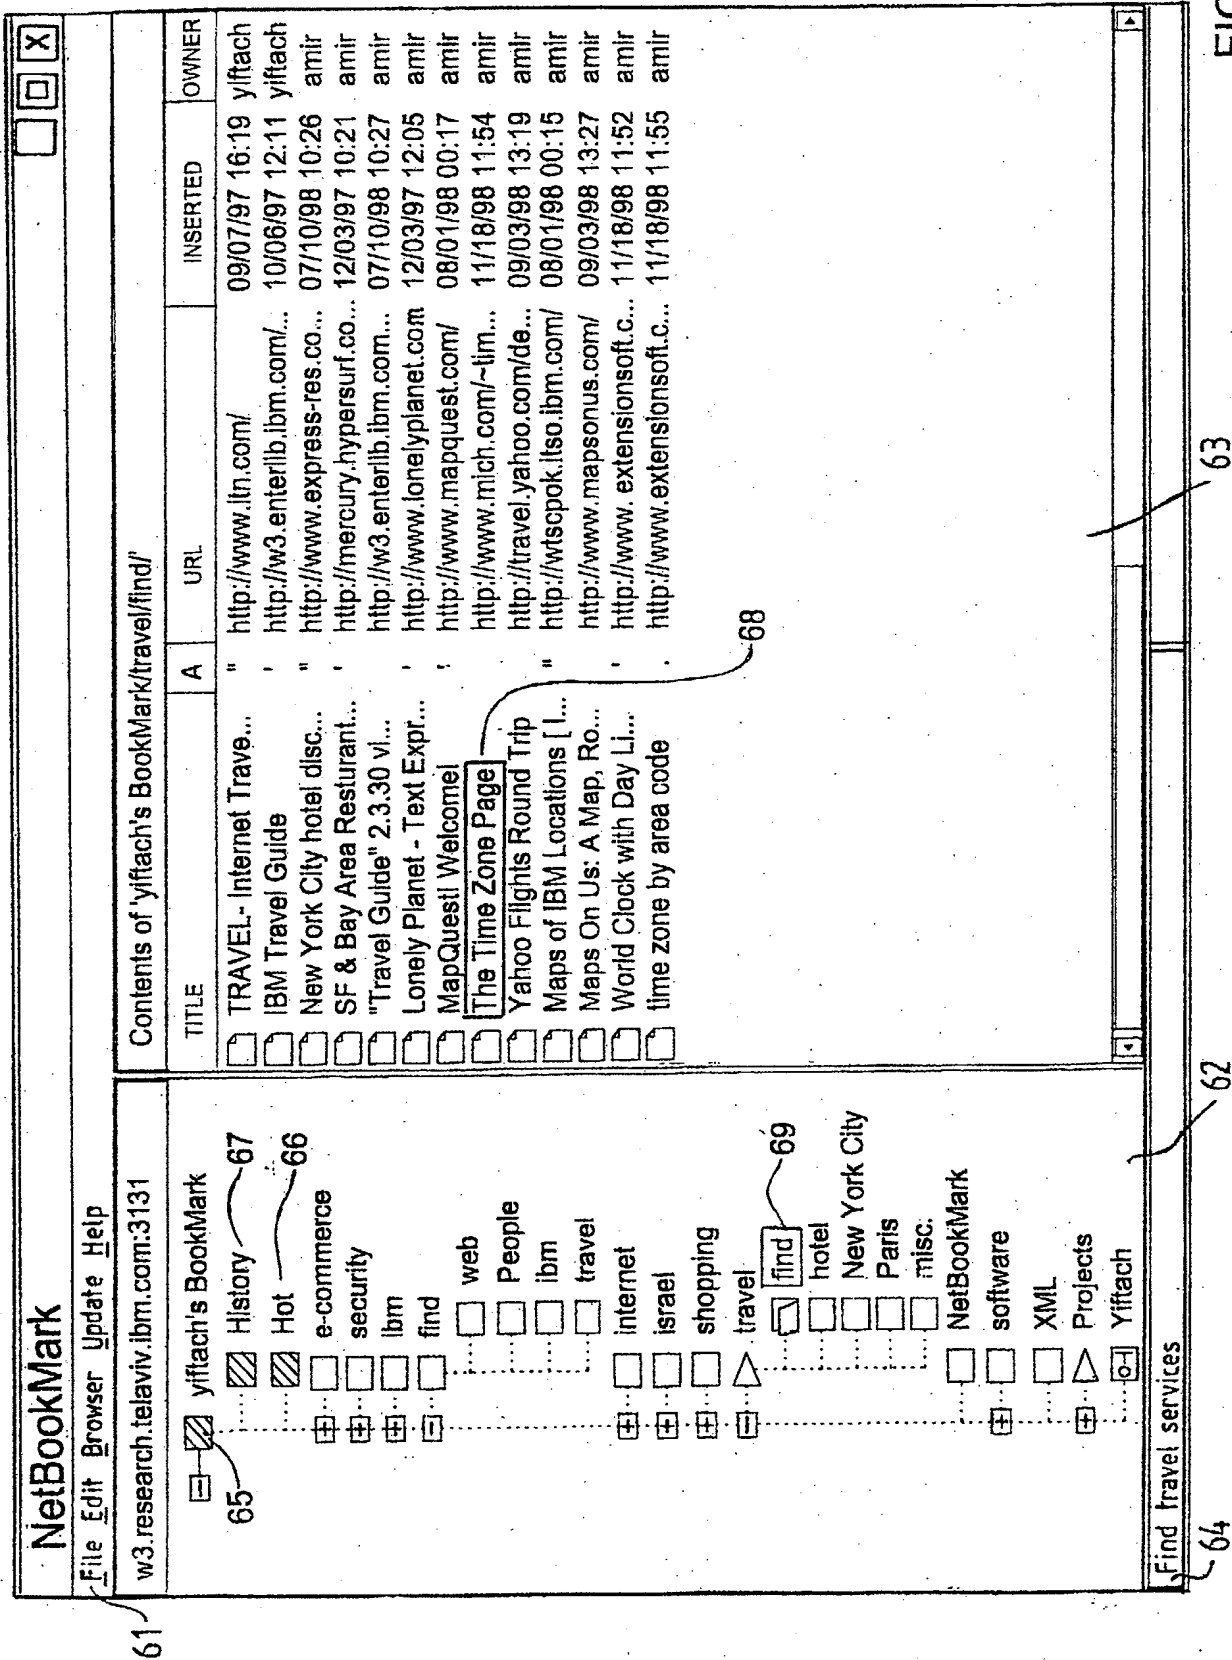 NetBookMark
X
File Edit Browser Update Help
61
w3.research.telaviv.ibm.com:3131
Contents of 'yiftach's BookMark/travel/find/'
TITLE A URL INSERTED OWNER
TRAVEL- Internet Trave... " http://www.itn.com/ 09/07/97 16:19 yiftach
IBM Travel Guide ' http://w3.enterlib.ibm.com/... 10/06/97 12:11 yiftach
New York City hotel disc... " http://www.express-res.co... 07/10/98 10:26 amir
SF & Bay Area Resturant... ' http://mercury.hypersurf.co... 12/03/97 10:21 amir
"Travel Guide" 2.3.30 vi... http://w3.enterlib.ibm.com... 07/10/98 10:27 amir
Lonely Planet - Text Expr... ' http://www.lonelyplanet.com 12/03/97 12:05 amir
MapQuest! Welcome! ' http://www.mapquest.com/ 08/01/98 00:17 amir
The Time Zone Page http://www.mich.com/~tim... 11/18/98 11:54 amir
Yahoo Flights Round Trip http://travel.yahoo.com/de... 09/03/98 13:19 amir
Maps of IBM Locations [ I... " http://wtscpok.itso.ibm.com/ 08/01/98 00:15 amir
Maps On Us: A Map, Ro... http://www.mapsonus.com/ 09/03/98 13:27 amir
World Clock with Day Li... ' http://www. extensionsoft.c... 11/18/98 11:52 amir
time zone by area code . http://www.extensionsoft.c... 11/18/98 11:55 amir
68
63
yiftach's BookMark
65
History 67
Hot 66
e-commerce
security
ibm
find
web
People
ibm
travel
internet
israel
shopping
travel
find 69
hotel
New York City
Paris
misc.
NetBookMark
software
XML
Projects
Yiftach
62
Find travel services
64
FIG